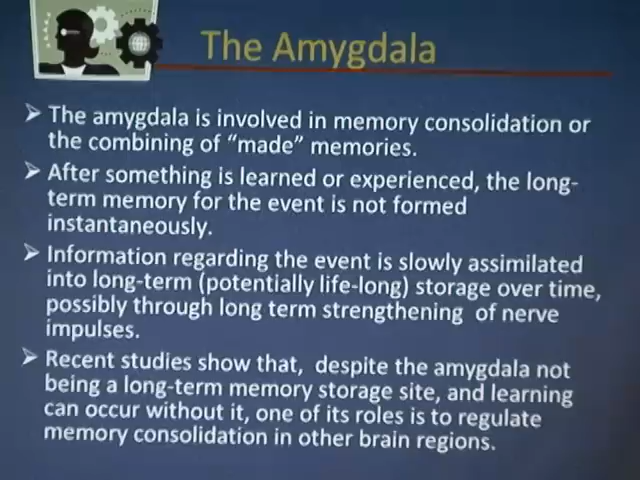 The Amygdala
➢ The amygdala is involved in memory consolidation or
the combining of “made” memories.
➢ After something is learned or experienced, the long-
term memory for the event is not formed
instantaneously.
➢ Information regarding the event is slowly assimilated
into long-term (potentially life-long) storage over time,
possibly through long term strengthening of nerve
impulses.
➢ Recent studies show that, despite the amygdala not
being a long-term memory storage site, and learning
can occur without it, one of its roles is to regulate
memory consolidation in other brain regions.